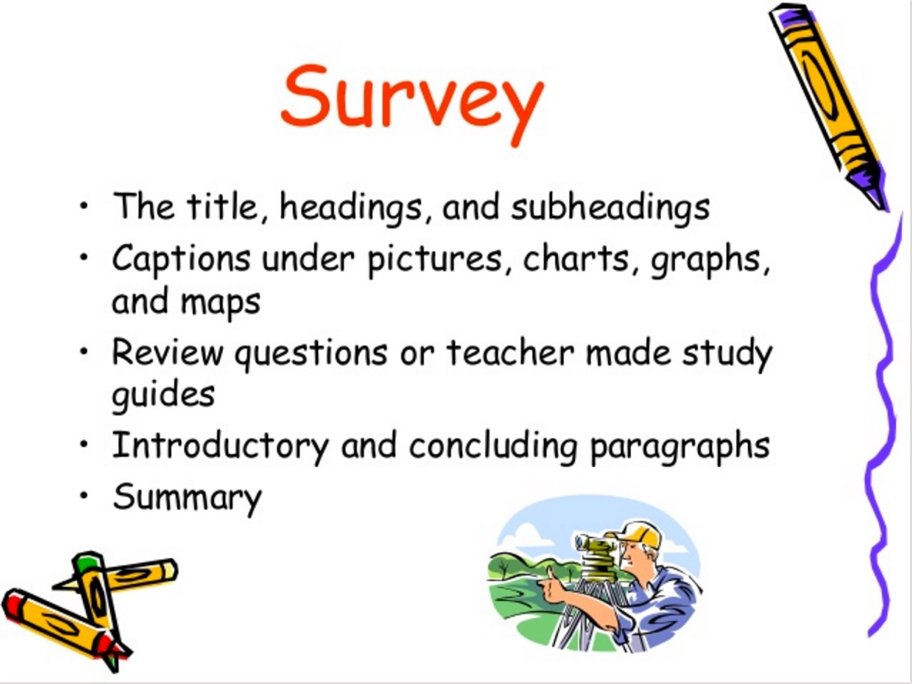 Survey
• The title, headings, and subheadings
• Captions under pictures, charts, graphs,
and maps
• Review questions or teacher made study
guides
• Introductory and concluding paragraphs
• Summary